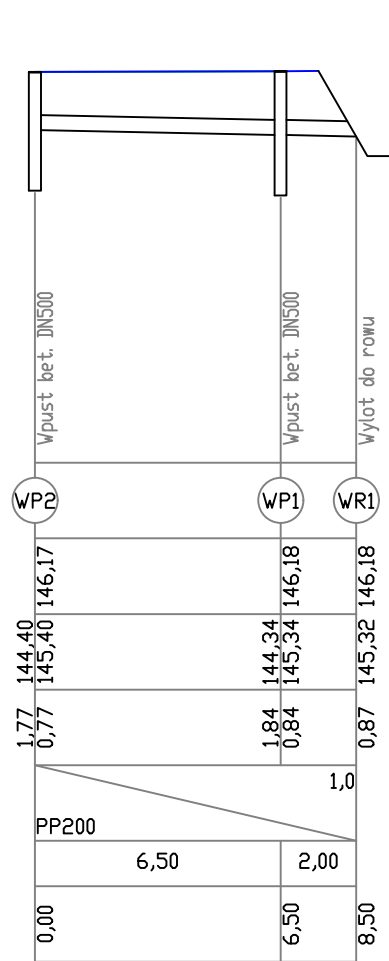 Wpust bet. DN500
Wpust bet. DN500
Wylot do rowu
WP2
WP1
WR1
146,17
146,18
146,18
144,40
145,40
144,34
145,34
145,32
1,77
0,77
1,84
0,84
0,87
1,0
PP200
6,50
2,00
0,00
6,50
8,50